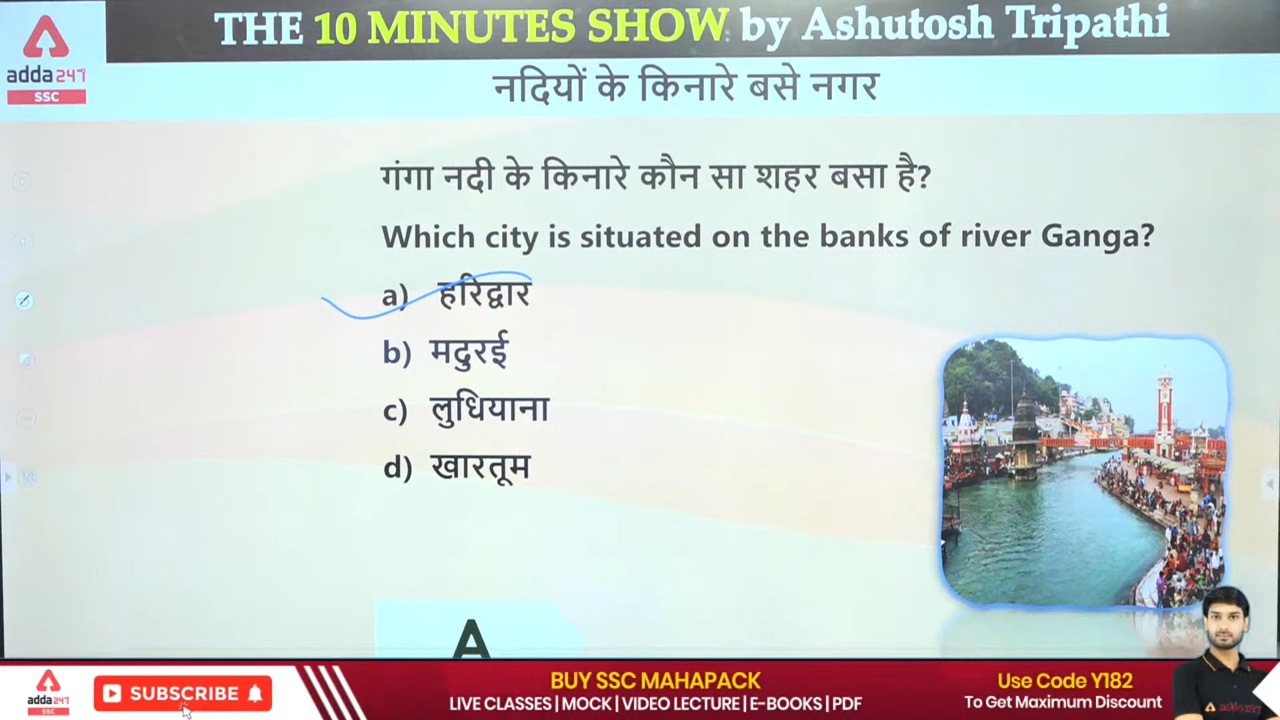 THE 10 MINUTES SHOW: by Ashutosh Tripathi
adda247
SSC
नदियों के किनारे बसे नगर
गंगा नदी के किनारे कौन सा शहर बसा है?
Which city is situated on the banks of river Ganga?
a) हरिद्वार
b) मदुरई
c) लुधियाना
d) खारतूम
A
adda247
SSC
SUBSCRIBE
BUY SSC MAHAPACK
LIVE CLASSES | MOCK | VIDEO LECTURE | E-BOOKS | PDF
Use Code Y182
To Get Maximum Discount
adda247